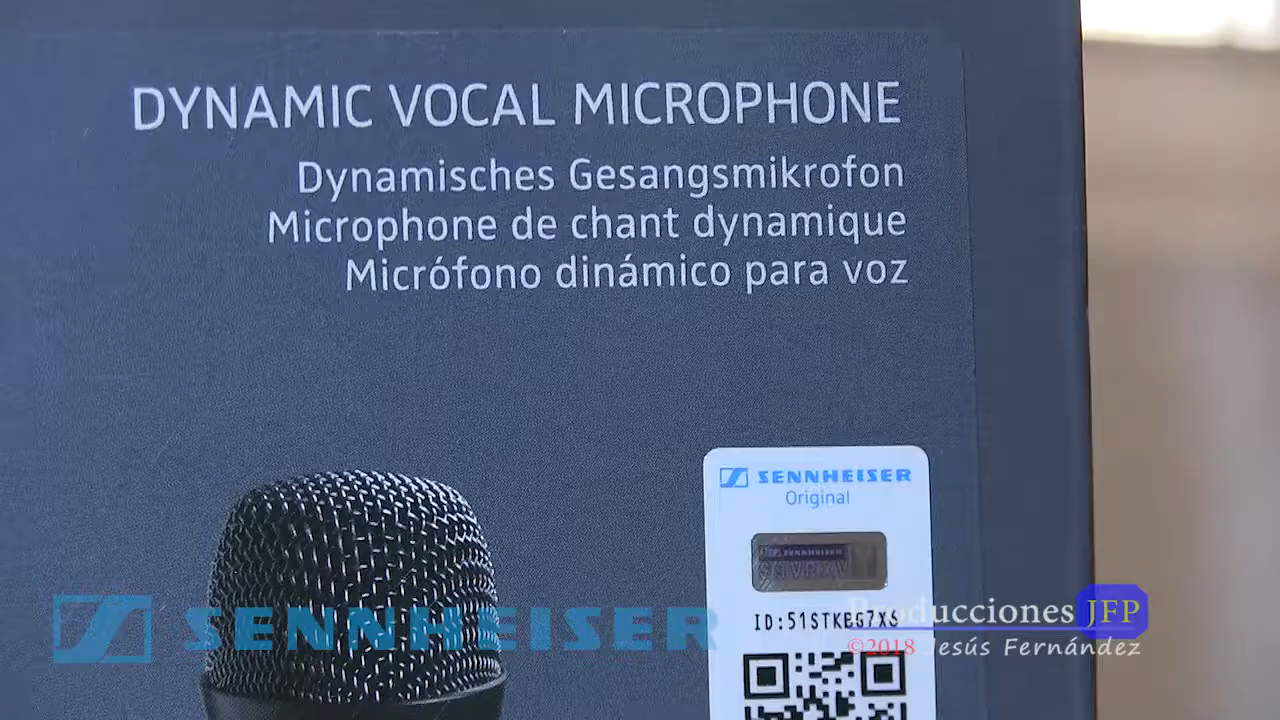 DYNAMIC VOCAL MICROPHONE
Dynamisches Gesangsmikrofon
Microphone de chant dynamique
Micrófono dinámico para voz
SENNHEISER
Original
SENNHEISER
ID:51STKEG7XS
SENNHEISER
Producciones JFP
©2018 Jesús Fernández